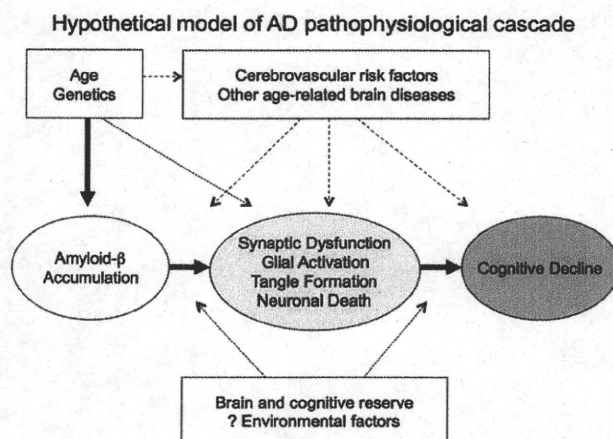 Hypothetical model of AD pathophysiological cascade
Age
Genetics
Cerebrovascular risk factors
Other age-related brain diseases
Amyloid-β
Accumulation
Synaptic Dysfunction
Glial Activation
Tangle Formation
Neuronal Death
Cognitive Decline
Brain and cognitive reserve
? Environmental factors